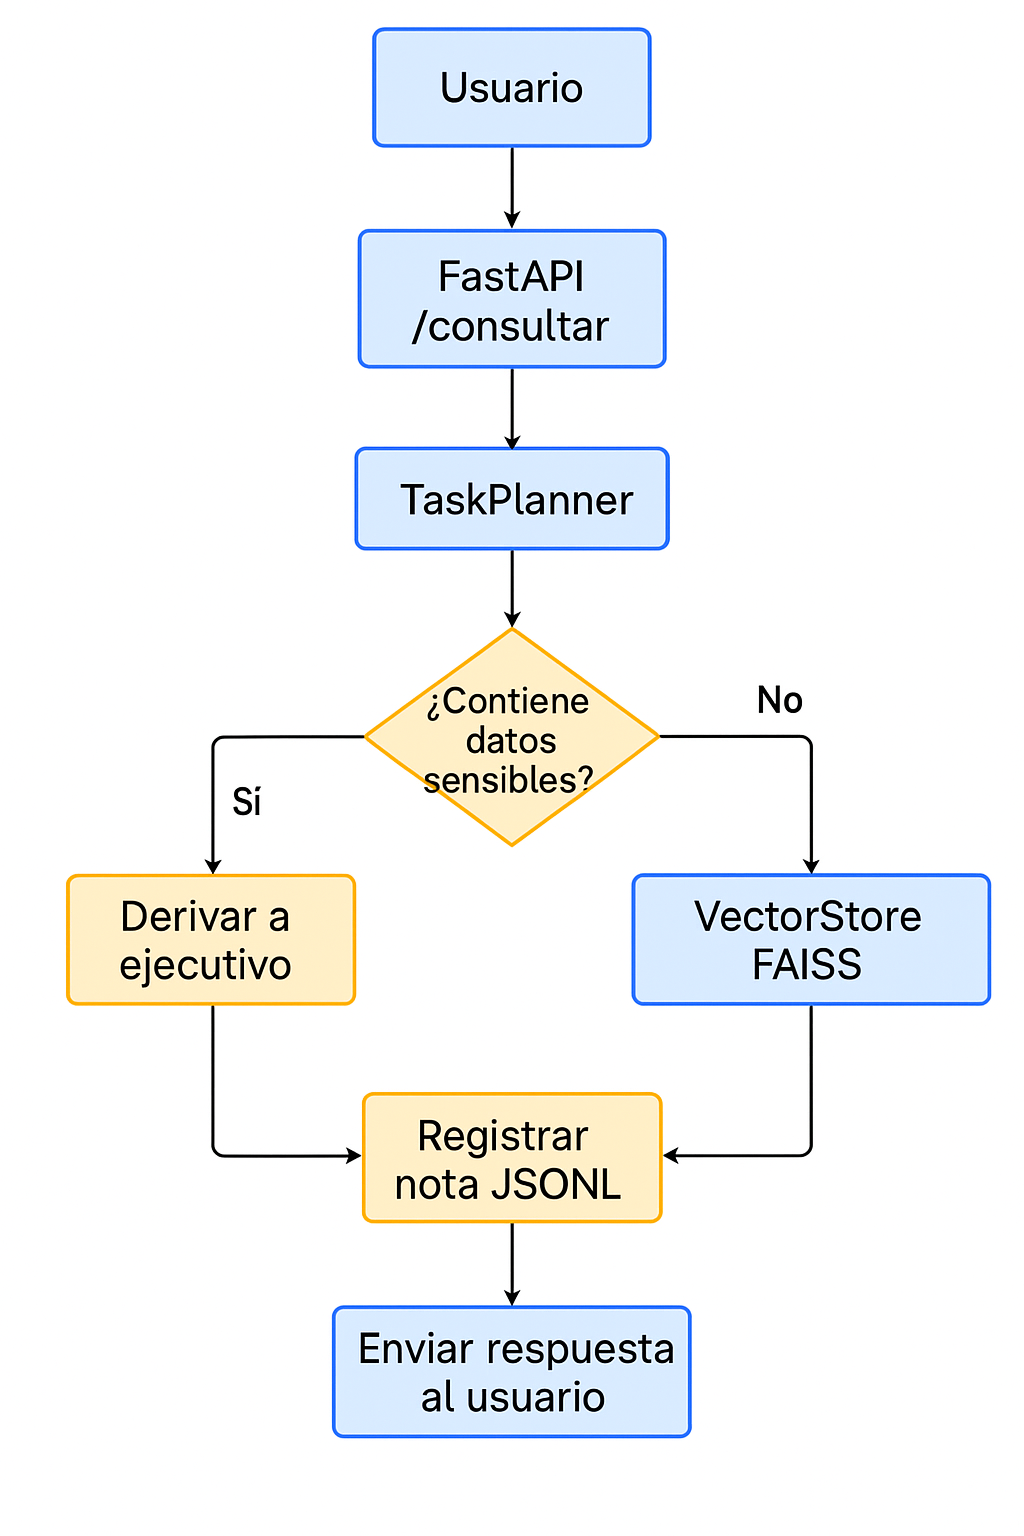 Usuario
FastAPI
/consultar
TaskPlanner
¿Contiene
datos
sensibles?
No
Sí
Derivar a
ejecutivo
VectorStore
FAISS
Registrar
nota JSONL
Enviar respuesta
al usuario